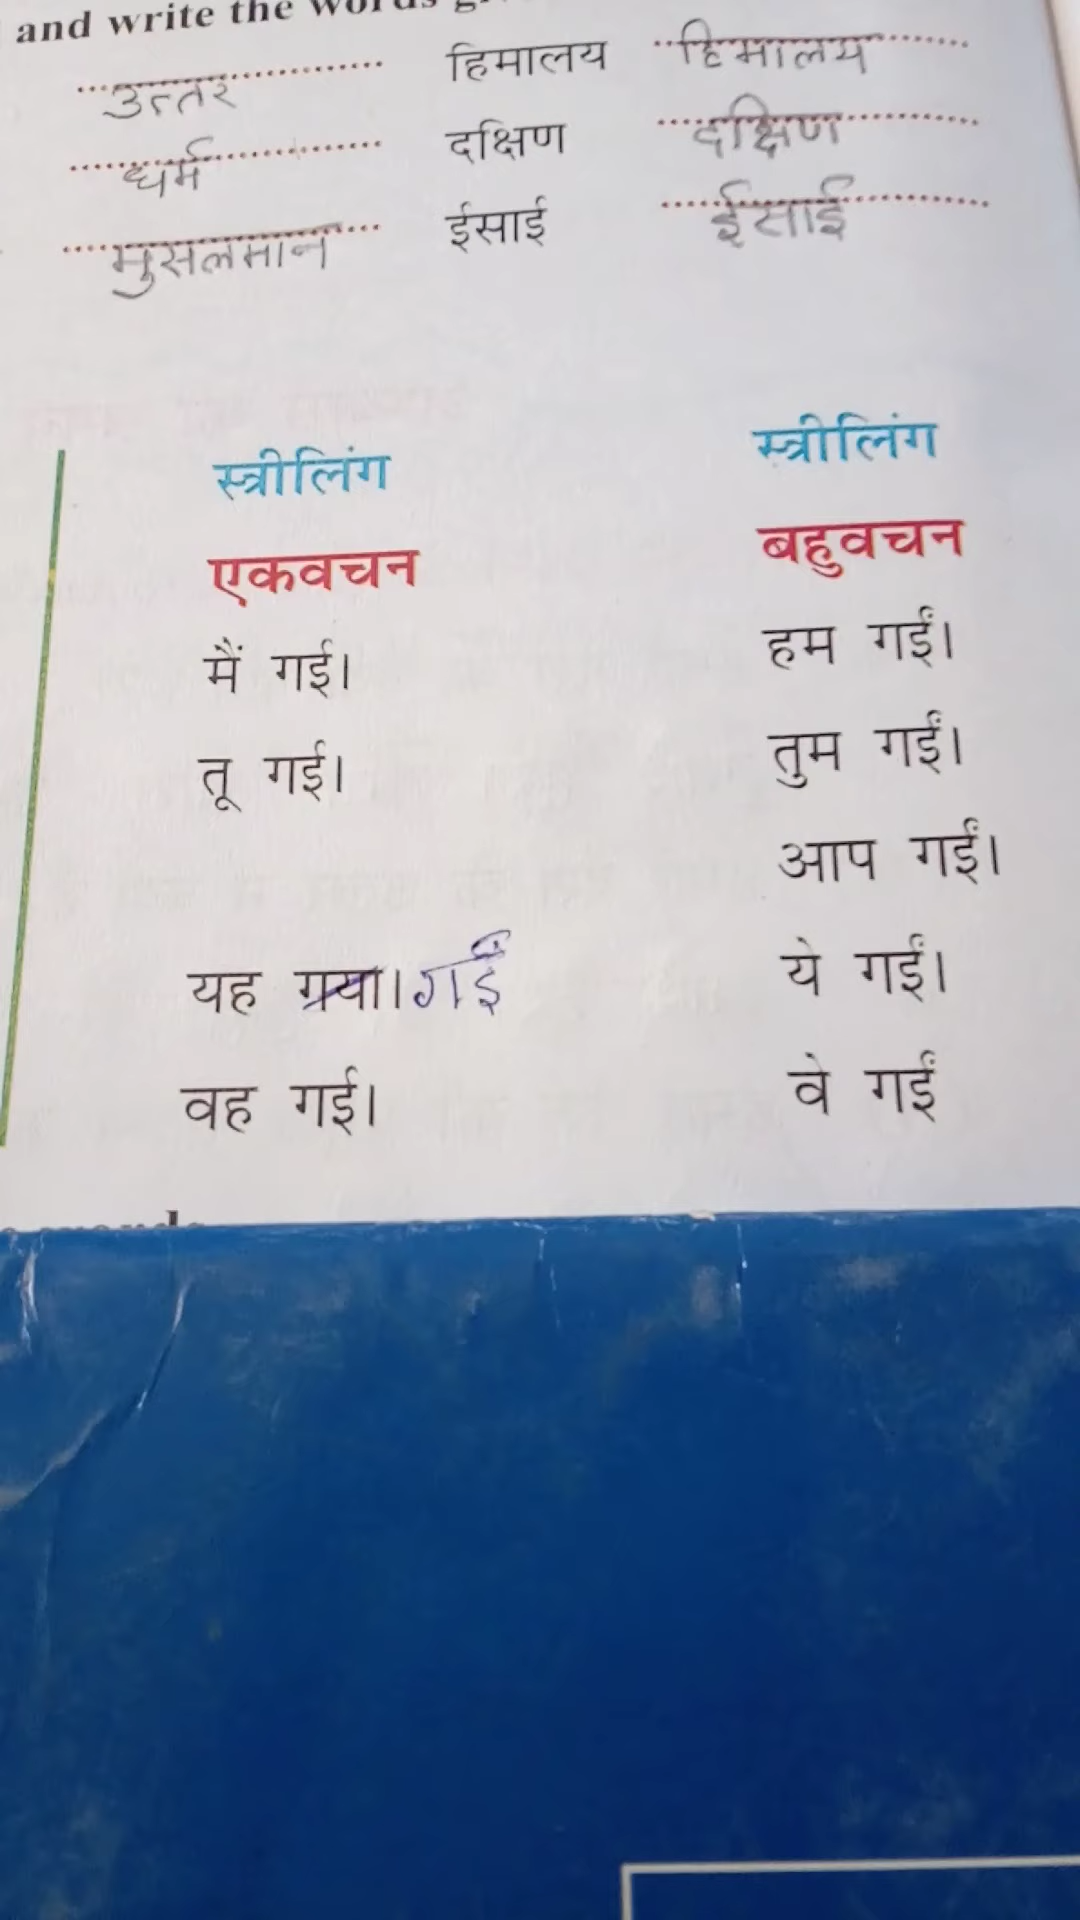 and write the words
उत्तर हिमालय हिमालय
धर्म दक्षिण दक्षिण
मुसलमान ईसाई ईसाई
स्त्रीलिंग स्त्रीलिंग
एकवचन बहुवचन
मैं गई। हम गईं।
तू गई। तुम गईं।
आप गईं।
यह गया। गई ये गईं।
वह गई। वे गईं